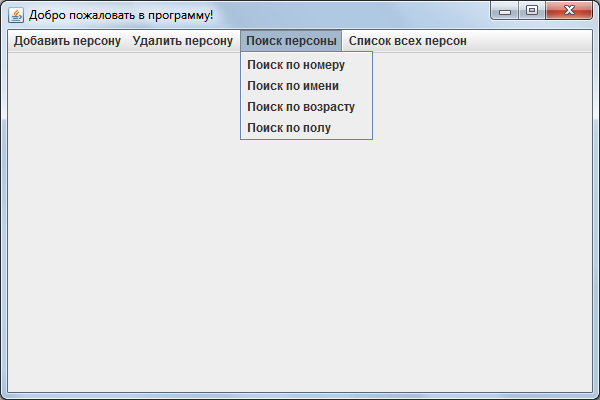 Добро пожаловать в программу!
Добавить персону Удалить персону Поиск персоны Список всех персон
Поиск по номеру
Поиск по имени
Поиск по возрасту
Поиск по полу